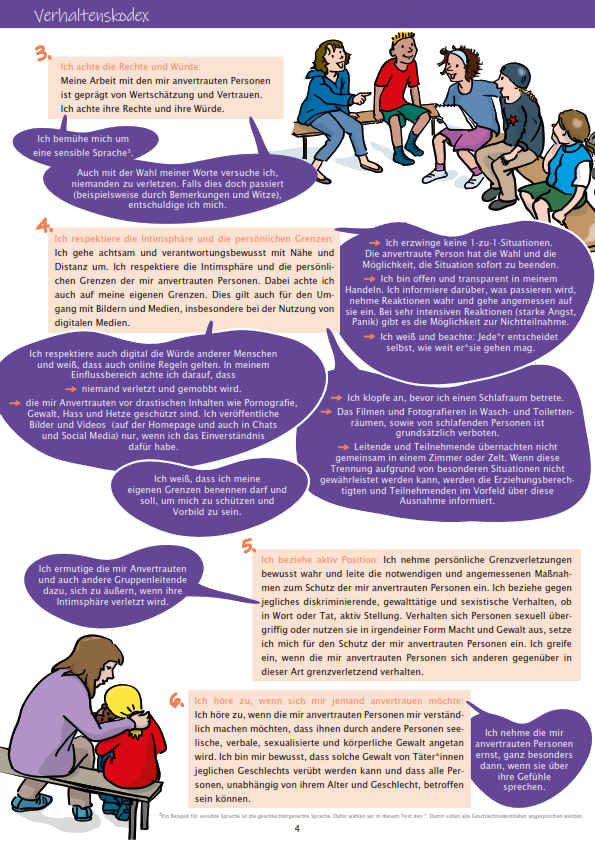 Verhaltenskodex
3.
Ich achte die Rechte und Würde:
Meine Arbeit mit den mir anvertrauten Personen
ist geprägt von Wertschätzung und Vertrauen.
Ich achte ihre Rechte und ihre Würde.
Ich bemühe mich um
eine sensible Sprache³.
Auch mit der Wahl meiner Worte versuche ich,
niemanden zu verletzen. Falls dies doch passiert
(beispielsweise durch Bemerkungen und Witze),
entschuldige ich mich.
4.
Ich respektiere die Intimsphäre und die persönlichen Grenzen:
Ich gehe achtsam und verantwortungsbewusst mit Nähe und
Distanz um. Ich respektiere die Intimsphäre und die persönli-
chen Grenzen der mir anvertrauten Personen. Dabei achte ich
auch auf meine eigenen Grenzen. Dies gilt auch für den Um-
gang mit Bildern und Medien, insbesondere bei der Nutzung von
digitalen Medien.
→ Ich erzwinge keine 1-zu-1-Situationen.
Die anvertraute Person hat die Wahl und die
Möglichkeit, die Situation sofort zu beenden.
→ Ich bin offen und transparent in meinem
Handeln. Ich informiere darüber, was passieren wird,
nehme Reaktionen wahr und gehe angemessen auf
sie ein. Bei sehr intensiven Reaktionen (starke Angst,
Panik) gibt es die Möglichkeit zur Nichtteilnahme.
→ Ich weiß und beachte: Jede*r entscheidet
selbst, wie weit er*sie gehen mag.
Ich respektiere auch digital die Würde anderer Menschen
und weiß, dass auch online Regeln gelten. In meinem
Einflussbereich achte ich darauf, dass
→ niemand verletzt und gemobbt wird.
→ die mir Anvertrauten vor drastischen Inhalten wie Pornografie,
Gewalt, Hass und Hetze geschützt sind. Ich veröffentliche
Bilder und Videos (auf der Homepage und auch in Chats
und Social Media) nur, wenn ich das Einverständnis
dafür habe.
→ Ich klopfe an, bevor ich einen Schlafraum betrete.
→ Das Filmen und Fotografieren in Wasch- und Toiletten-
räumen, sowie von schlafenden Personen ist
grundsätzlich verboten.
→ Leitende und Teilnehmende übernachten nicht
gemeinsam in einem Zimmer oder Zelt. Wenn diese
Trennung aufgrund von besonderen Situationen nicht
gewährleistet werden kann, werden die Erziehungsberech-
tigten und Teilnehmenden im Vorfeld über diese
Ausnahme informiert.
Ich weiß, dass ich meine
eigenen Grenzen benennen darf und
soll, um mich zu schützen und
Vorbild zu sein.
5.
Ich beziehe aktiv Position: Ich nehme persönliche Grenzverletzungen
bewusst wahr und leite die notwendigen und angemessenen Maßnah-
men zum Schutz der mir anvertrauten Personen ein. Ich beziehe gegen
jegliches diskriminierende, gewalttätige und sexistische Verhalten, ob
in Wort oder Tat, aktiv Stellung. Verhalten sich Personen sexuell über-
griffig oder nutzen sie in irgendeiner Form Macht und Gewalt aus, setze
ich mich für den Schutz der mir anvertrauten Personen ein. Ich greife
ein, wenn die mir anvertrauten Personen sich anderen gegenüber in
dieser Art grenzverletzend verhalten.
Ich ermutige die mir Anvertrauten
und auch andere Gruppenleitende
dazu, sich zu äußern, wenn ihre
Intimsphäre verletzt wird.
6.
Ich höre zu, wenn sich mir jemand anvertrauen möchte:
Ich höre zu, wenn die mir anvertrauten Personen mir verständ-
lich machen möchten, dass ihnen durch andere Personen see-
lische, verbale, sexualisierte und körperliche Gewalt angetan
wird. Ich bin mir bewusst, dass solche Gewalt von Täter*innen
jeglichen Geschlechts verübt werden kann und dass alle Per-
sonen, unabhängig von ihrem Alter und Geschlecht, betroffen
sein können.
Ich nehme die mir
anvertrauten Personen
ernst, ganz besonders
dann, wenn sie über
ihre Gefühle
sprechen.
³Ein Beispiel für sensible Sprache ist die geschlechtergerechte Sprache. Dafür wählen wir in diesem Text den *. Damit sollen alle Geschlechtsidentitäten angesprochen werden.
4